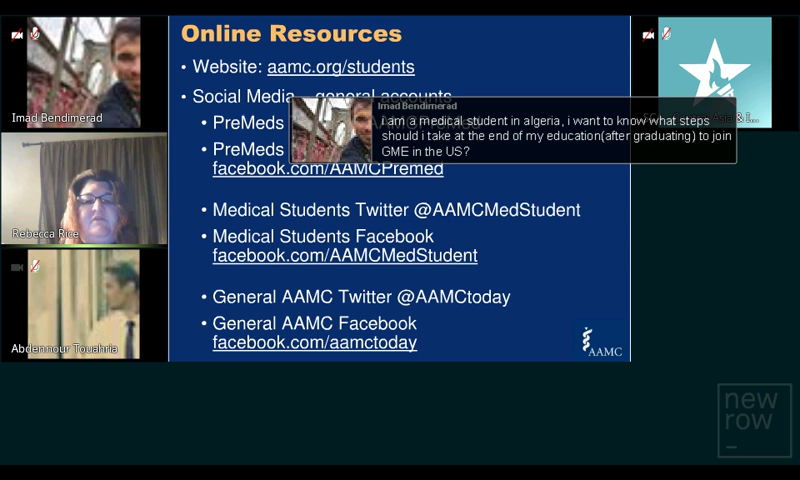 Online Resources
• Website: aamc.org/students
• Social Media – general accounts
• PreMeds
• PreMeds
facebook.com/AAMCPremed
• Medical Students Twitter @AAMCMedStudent
• Medical Students Facebook
facebook.com/AAMCMedStudent
• General AAMC Twitter @AAMCtoday
• General AAMC Facebook
facebook.com/aamctoday
AAMC
Imad Bendimerad
i am a medical student in algeria, i want to know what steps
should i take at the end of my education(after graduating) to join
GME in the US?
Imad Bendimerad
Rebecca Rice
Abdennour Touahria
& I...
new
row